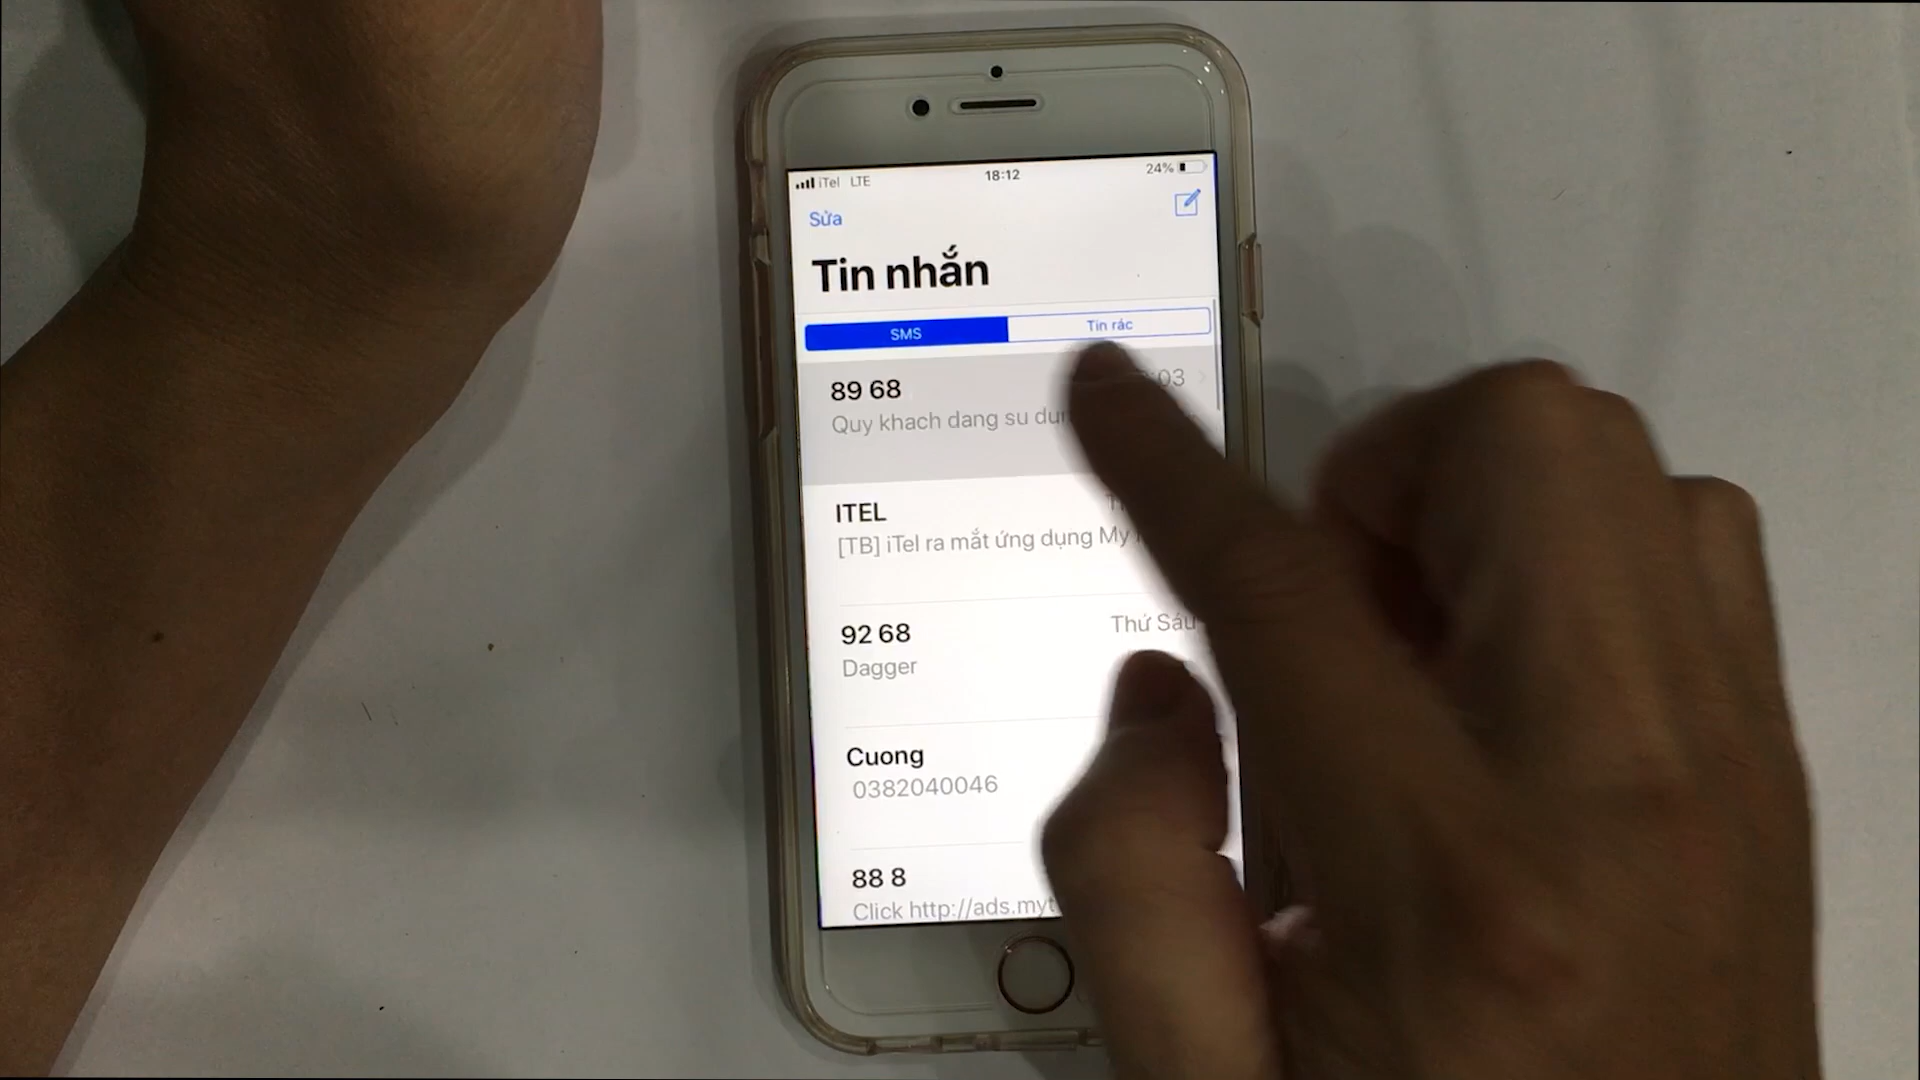 iTel LTE 18:12 24%
Sửa
Tin nhắn
SMS Tin rác
89 68 :03
Quy khach dang su
ITEL
[TB] iTel ra mắt ứng dụng My
92 68 Thứ Sáu
Dagger
Cuong
0382040046
88 8
Click http://ads.myt